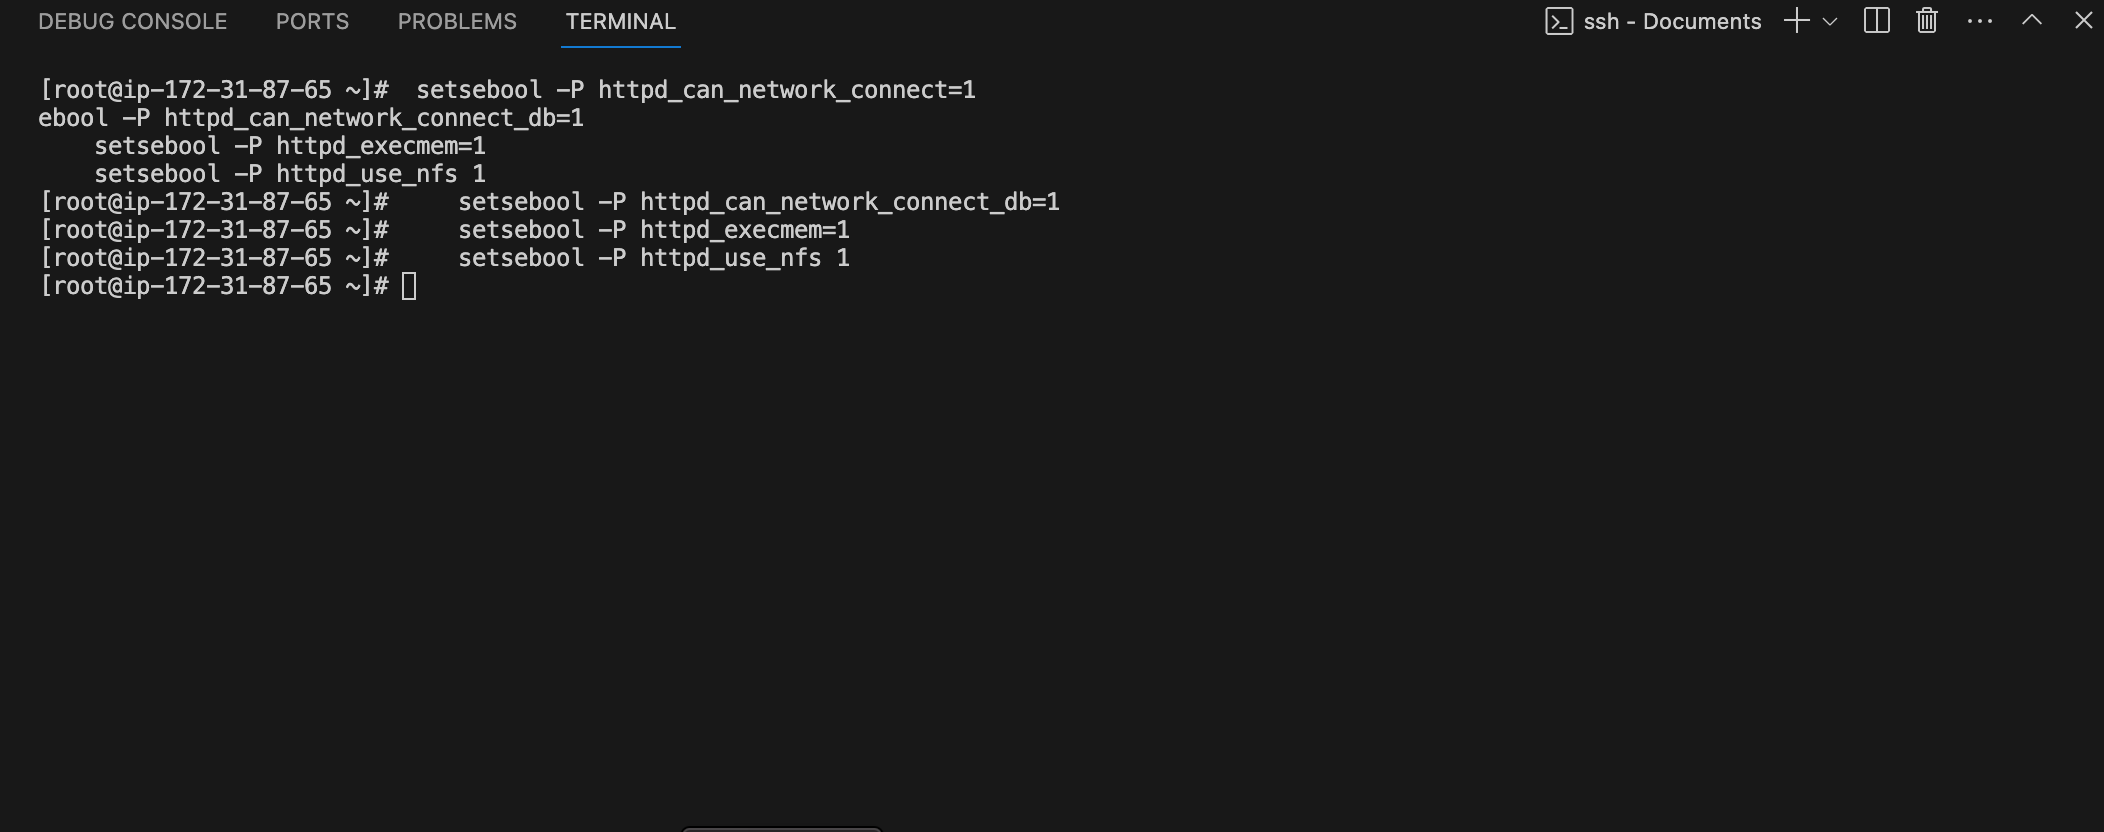 DEBUG CONSOLE PORTS PROBLEMS TERMINAL ssh - Documents
[root@ip-172-31-87-65 ~]#  setsebool -P httpd_can_network_connect=1
ebool -P httpd_can_network_connect_db=1
    setsebool -P httpd_execmem=1
    setsebool -P httpd_use_nfs 1
[root@ip-172-31-87-65 ~]#     setsebool -P httpd_can_network_connect_db=1
[root@ip-172-31-87-65 ~]#     setsebool -P httpd_execmem=1
[root@ip-172-31-87-65 ~]#     setsebool -P httpd_use_nfs 1
[root@ip-172-31-87-65 ~]#